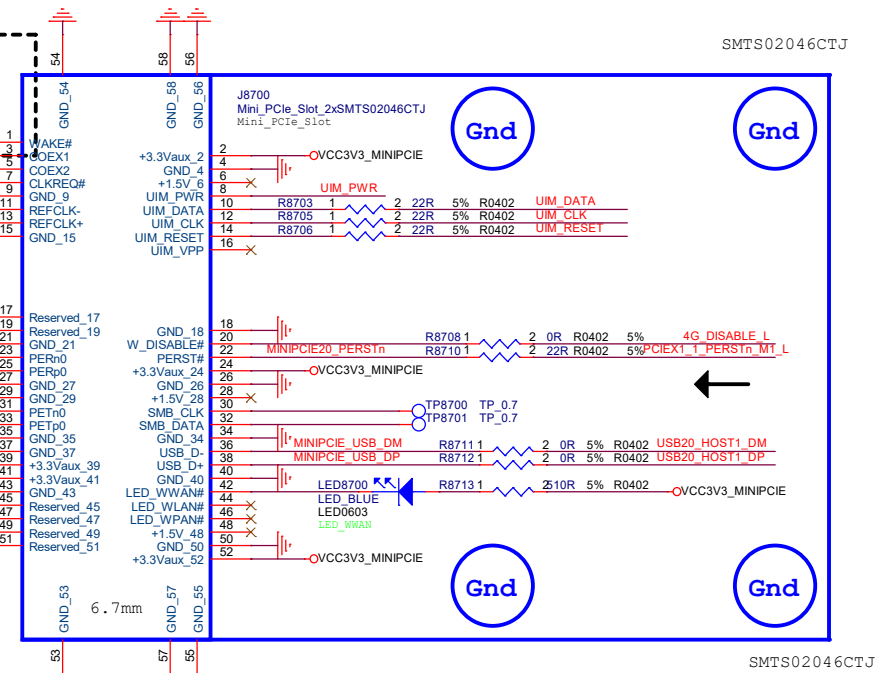 SMTS02046CTJ
54
58
56
GND_54
GND_58
GND_56
J8700
Mini_PCIe_Slot_2xSMTS02046CTJ
Mini_PCIe_Slot
Gnd
Gnd
1 WAKE#
3 COEX1
5 COEX2
7 CLKREQ#
9 GND_9
11 REFCLK-
13 REFCLK+
15 GND_15
+3.3Vaux_2 2 VCC3V3_MINIPCIE
GND_4 4
+1.5V_6 6
UIM_PWR 8 UIM_PWR
UIM_DATA 10 R8703 1 2 22R 5% R0402 UIM_DATA
UIM_CLK 12 R8705 1 2 22R 5% R0402 UIM_CLK
UIM_RESET 14 R8706 1 2 22R 5% R0402 UIM_RESET
UIM_VPP 16
17 Reserved_17
19 Reserved_19
21 GND_21
23 PERn0
25 PERp0
27 GND_27
29 GND_29
31 PETn0
33 PETp0
35 GND_35
37 GND_37
39 +3.3Vaux_39
41 +3.3Vaux_41
43 GND_43
45 Reserved_45
47 Reserved_47
49 Reserved_49
51 Reserved_51
GND_18 18
W_DISABLE# 20 R8708 1 2 0R R0402 5% 4G_DISABLE_L
PERST# 22 MINIPCIE20_PERSTn R8710 1 2 22R R0402 5% PCIEX1_1_PERSTn_M1_L
+3.3Vaux_24 24 VCC3V3_MINIPCIE
GND_26 26
+1.5V_28 28
SMB_CLK 30 TP8700 TP_0.7
SMB_DATA 32 TP8701 TP_0.7
GND_34 34
USB_D- 36 MINIPCIE_USB_DM R8711 1 2 0R 5% R0402 USB20_HOST1_DM
USB_D+ 38 MINIPCIE_USB_DP R8712 1 2 0R 5% R0402 USB20_HOST1_DP
GND_40 40
LED_WWAN# 42 LED8700 R8713 1 2 510R 5% R0402 VCC3V3_MINIPCIE
LED_BLUE
LED0603
LED_WWAN
LED_WLAN# 44
LED_WPAN# 46
+1.5V_48 48
GND_50 50
+3.3Vaux_52 52 VCC3V3_MINIPCIE
Gnd
Gnd
GND_53
6.7mm
GND_57
GND_55
53
57
55
SMTS02046CTJ